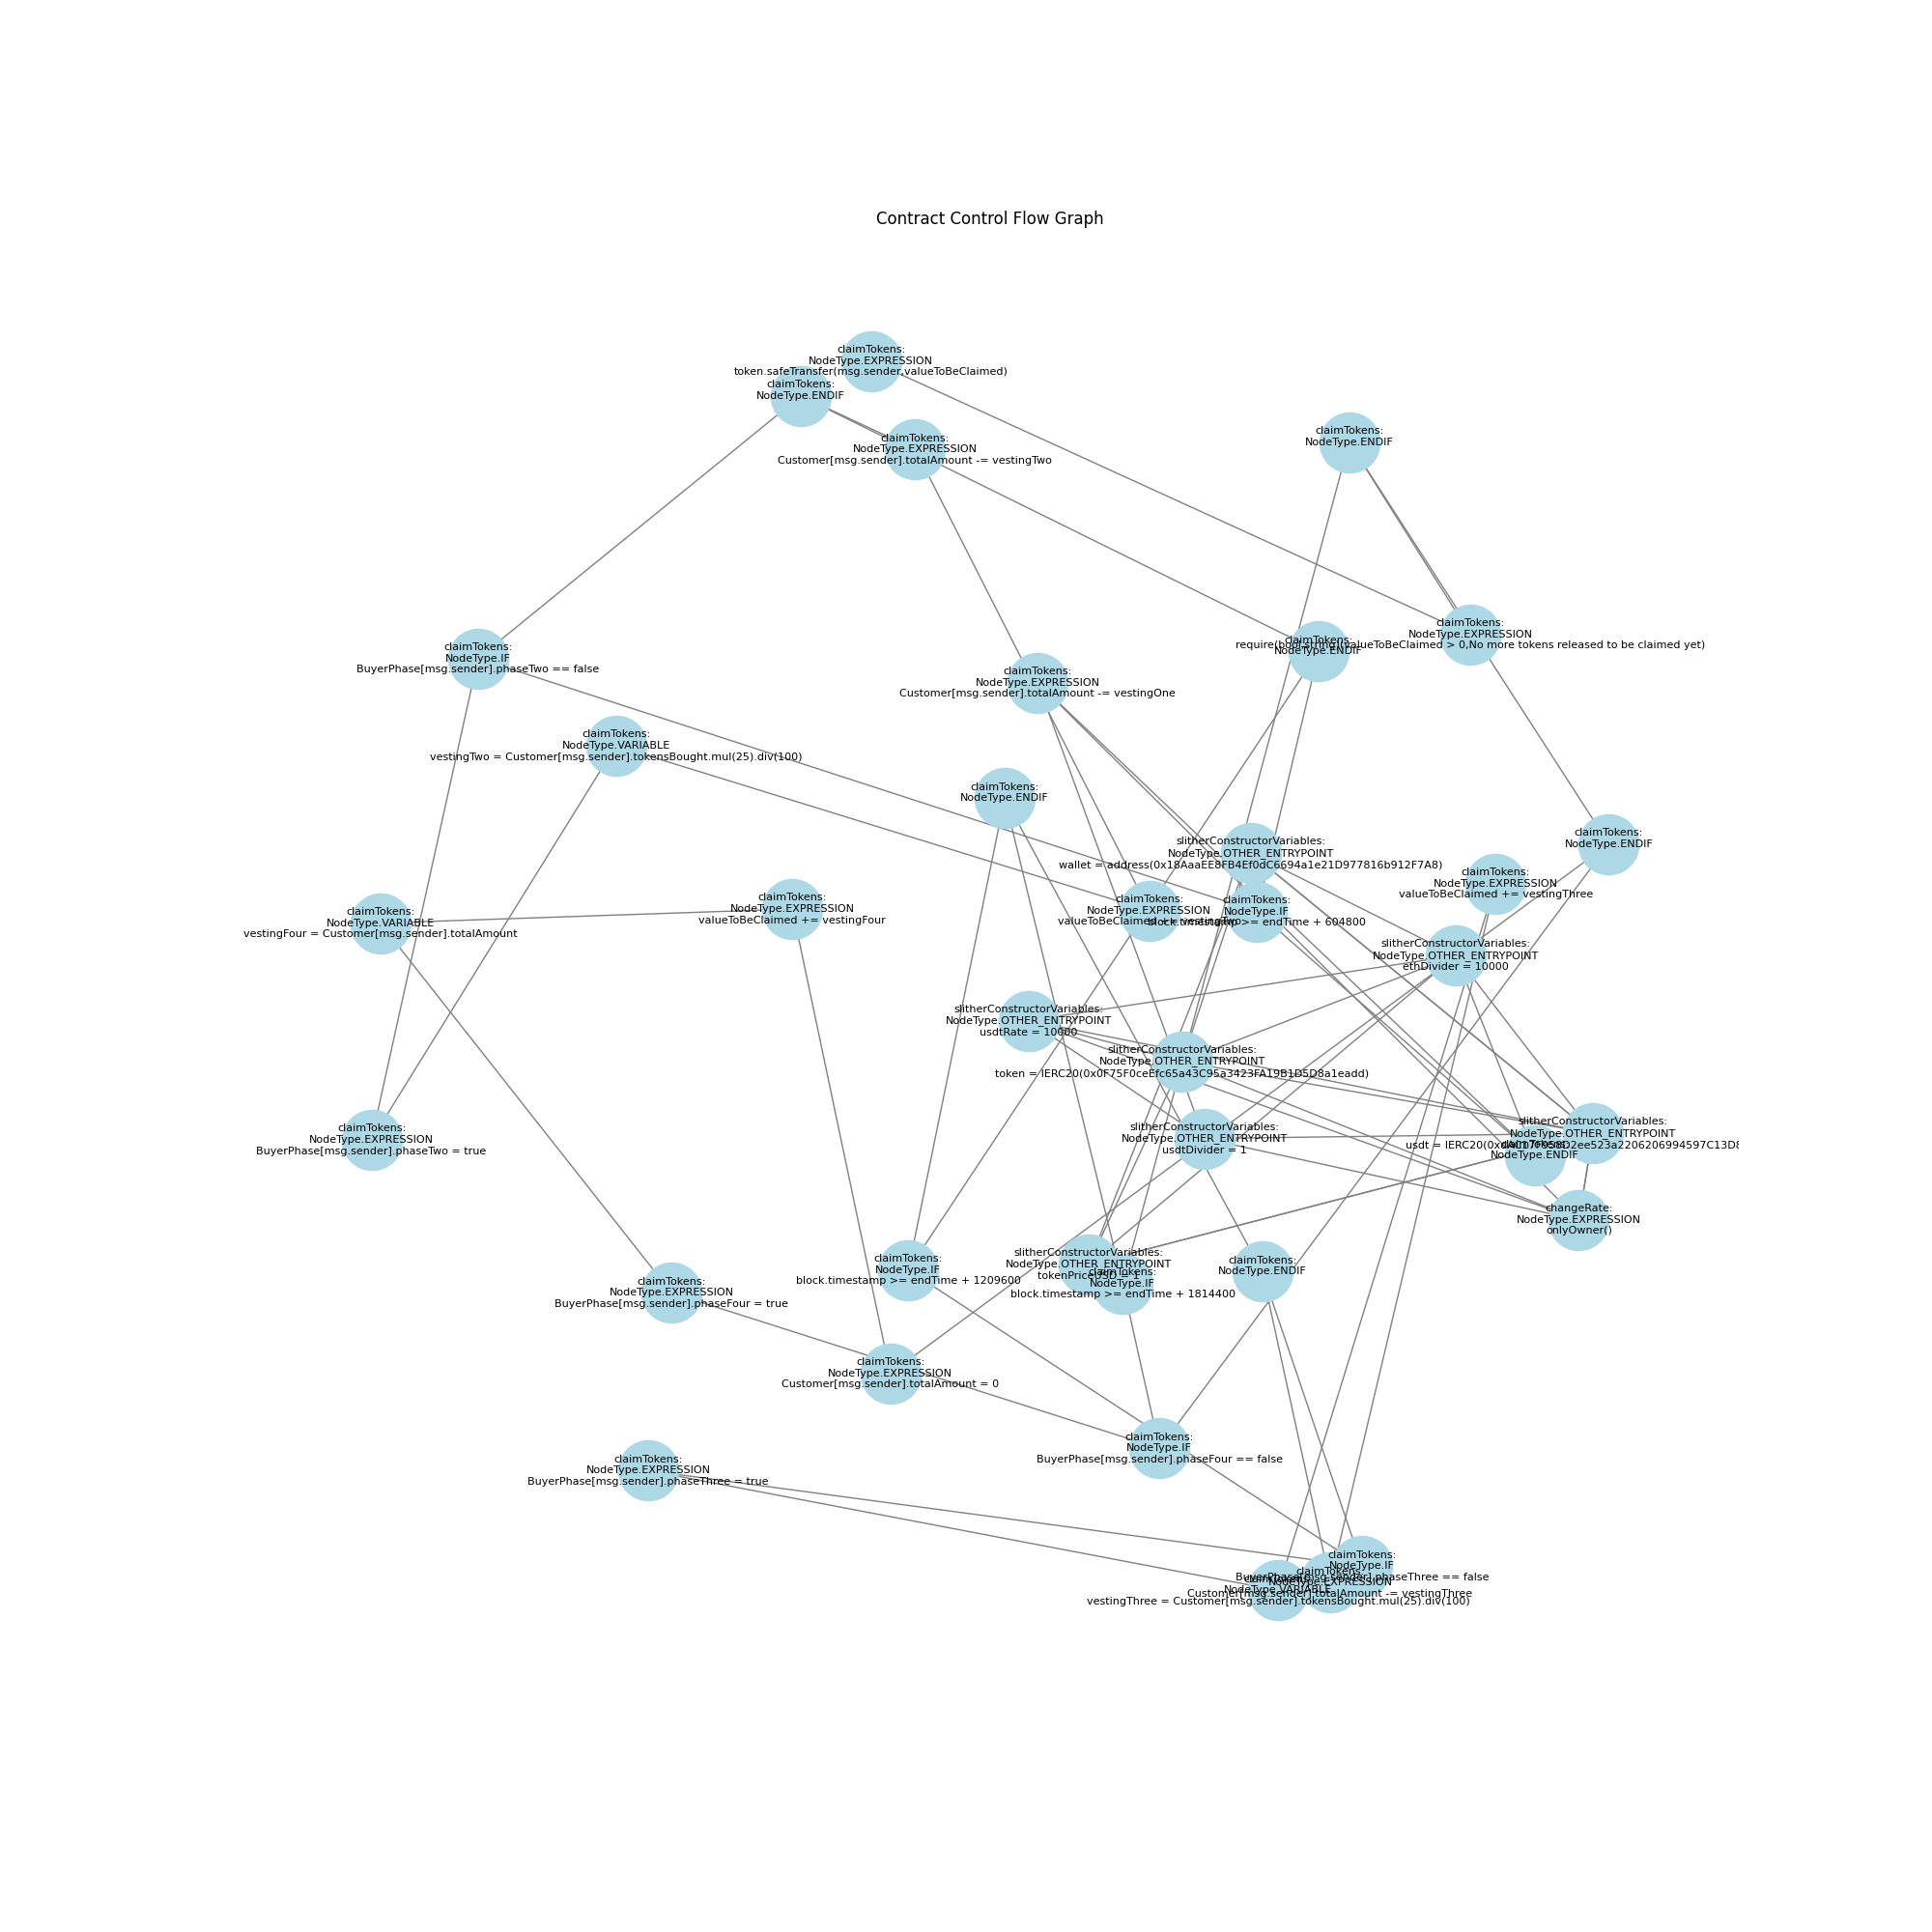 Contract Control Flow Graph
claimTokens:
NodeType.EXPRESSION
token.safeTransfer(msg.sender,valueToBeClaimed)
claimTokens:
NodeType.ENDIF
claimTokens:
NodeType.EXPRESSION
Customer[msg.sender].totalAmount -= vestingTwo
claimTokens:
NodeType.ENDIF
claimTokens:
NodeType.EXPRESSION
require(bool,string)(valueToBeClaimed > 0,No more tokens released to be claimed yet)
claimTokens:
NodeType.ENDIF
claimTokens:
NodeType.IF
BuyerPhase[msg.sender].phaseTwo == false
claimTokens:
NodeType.EXPRESSION
Customer[msg.sender].totalAmount -= vestingOne
claimTokens:
NodeType.VARIABLE
vestingTwo = Customer[msg.sender].tokensBought.mul(25).div(100)
claimTokens:
NodeType.ENDIF
claimTokens:
NodeType.ENDIF
slitherConstructorVariables:
NodeType.OTHER_ENTRYPOINT
wallet = address(0x18AaaEE8FB4Ef0dC6694a1e21D977816b912F7A8)
claimTokens:
NodeType.EXPRESSION
valueToBeClaimed += vestingThree
claimTokens:
NodeType.EXPRESSION
valueToBeClaimed += vestingFour
claimTokens:
NodeType.EXPRESSION
valueToBeClaimed += vestingTwo
claimTokens:
NodeType.IF
block.timestamp >= endTime + 604800
claimTokens:
NodeType.VARIABLE
vestingFour = Customer[msg.sender].totalAmount
slitherConstructorVariables:
NodeType.OTHER_ENTRYPOINT
ethDivider = 10000
slitherConstructorVariables:
NodeType.OTHER_ENTRYPOINT
usdtRate = 10000
slitherConstructorVariables:
NodeType.OTHER_ENTRYPOINT
token = IERC20(0x0F75F0ceEfc65a43C95a3423FA19B1D5D8a1eadd)
slitherConstructorVariables:
NodeType.OTHER_ENTRYPOINT
usdtDivider = 1
slitherConstructorVariables:
NodeType.OTHER_ENTRYPOINT
usdt =
claimTokens:
NodeType.ENDIF
claimTokens:
NodeType.EXPRESSION
BuyerPhase[msg.sender].phaseTwo = true
changeRate:
NodeType.EXPRESSION
onlyOwner()
slitherConstructorVariables:
NodeType.OTHER_ENTRYPOINT
tokenPriceUSD = 1
claimTokens:
NodeType.IF
block.timestamp >= endTime + 1814400
claimTokens:
NodeType.IF
block.timestamp >= endTime + 1209600
claimTokens:
NodeType.ENDIF
claimTokens:
NodeType.EXPRESSION
BuyerPhase[msg.sender].phaseFour = true
claimTokens:
NodeType.EXPRESSION
Customer[msg.sender].totalAmount = 0
claimTokens:
NodeType.IF
BuyerPhase[msg.sender].phaseFour == false
claimTokens:
NodeType.EXPRESSION
BuyerPhase[msg.sender].phaseThree = true
claimTokens:
NodeType.IF
BuyerPhase[msg.sender].phaseThree == false
claimTokens:
NodeType.EXPRESSION
Customer[msg.sender].totalAmount -= vestingThree
claimTokens:
NodeType.VARIABLE
vestingThree = Customer[msg.sender].tokensBought.mul(25).div(100)